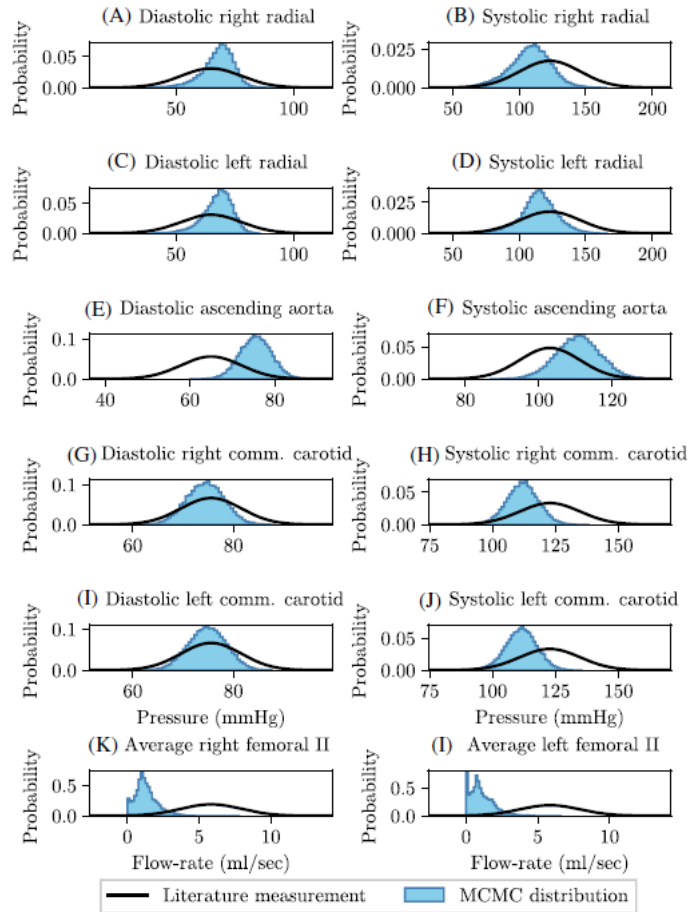 (A) Diastolic right radial
(B) Systolic right radial
Probability
0.05
0.00
50
100
Probability
0.025
0.000
50
100
150
200
(C) Diastolic left radial
(D) Systolic left radial
Probability
0.05
0.00
50
100
Probability
0.025
0.000
50
100
150
200
(E) Diastolic ascending aorta
(F) Systolic ascending aorta
Probability
0.1
0.0
40
60
80
Probability
0.05
0.00
80
100
120
(G) Diastolic right comm. carotid
(H) Systolic right comm. carotid
Probability
0.1
0.0
60
80
Probability
0.05
0.00
75
100
125
150
(I) Diastolic left comm. carotid
(J) Systolic left comm. carotid
Probability
0.1
0.0
60
80
Pressure (mmHg)
Probability
0.05
0.00
75
100
125
150
Pressure (mmHg)
(K) Average right femoral II
(I) Average left femoral II
Probability
0.5
0.0
0
5
10
Flow-rate (ml/sec)
Probability
0.5
0.0
0
5
10
Flow-rate (ml/sec)
Literature measurement
MCMC distribution